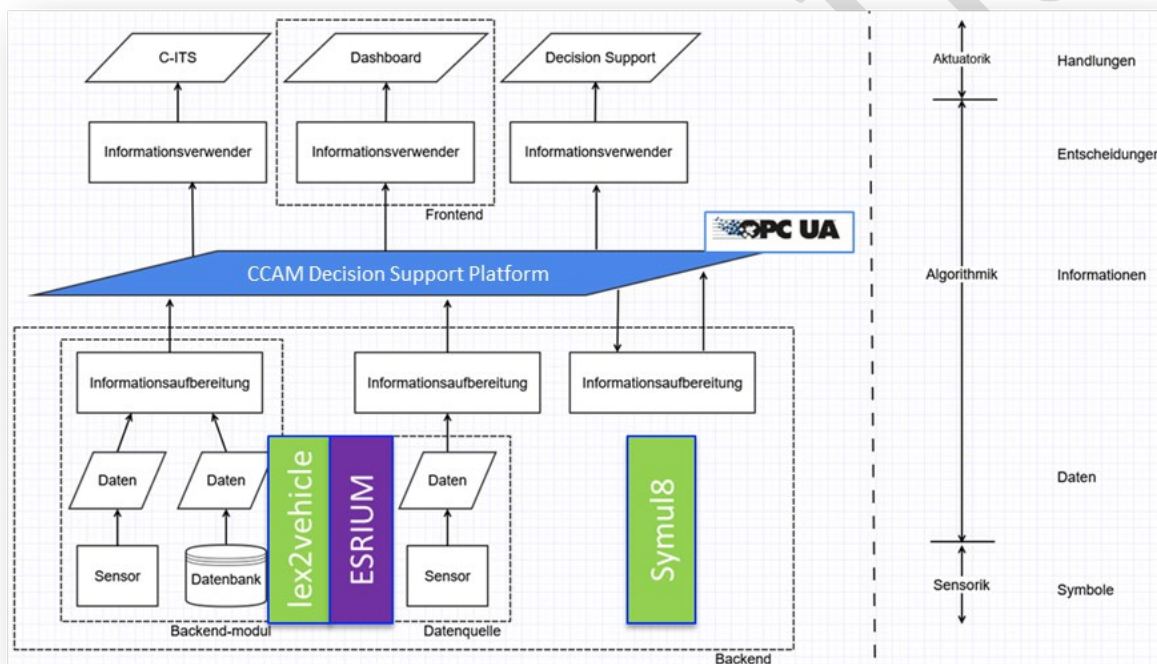 C-ITS
Dashboard
Decision Support
Aktuatorik
Handlungen
Informationsverwender
Informationsverwender
Informationsverwender
Entscheidungen
Frontend
OPC UA
CCAM Decision Support Platform
Algorithmik
Informationen
Informationsaufbereitung
Informationsaufbereitung
Informationsaufbereitung
Daten
Daten
lex2vehicle
ESRIUM
Daten
Symul8
Daten
Sensor
Datenbank
Sensor
Sensorik
Symbole
Backend-modul
Datenquelle
Backend